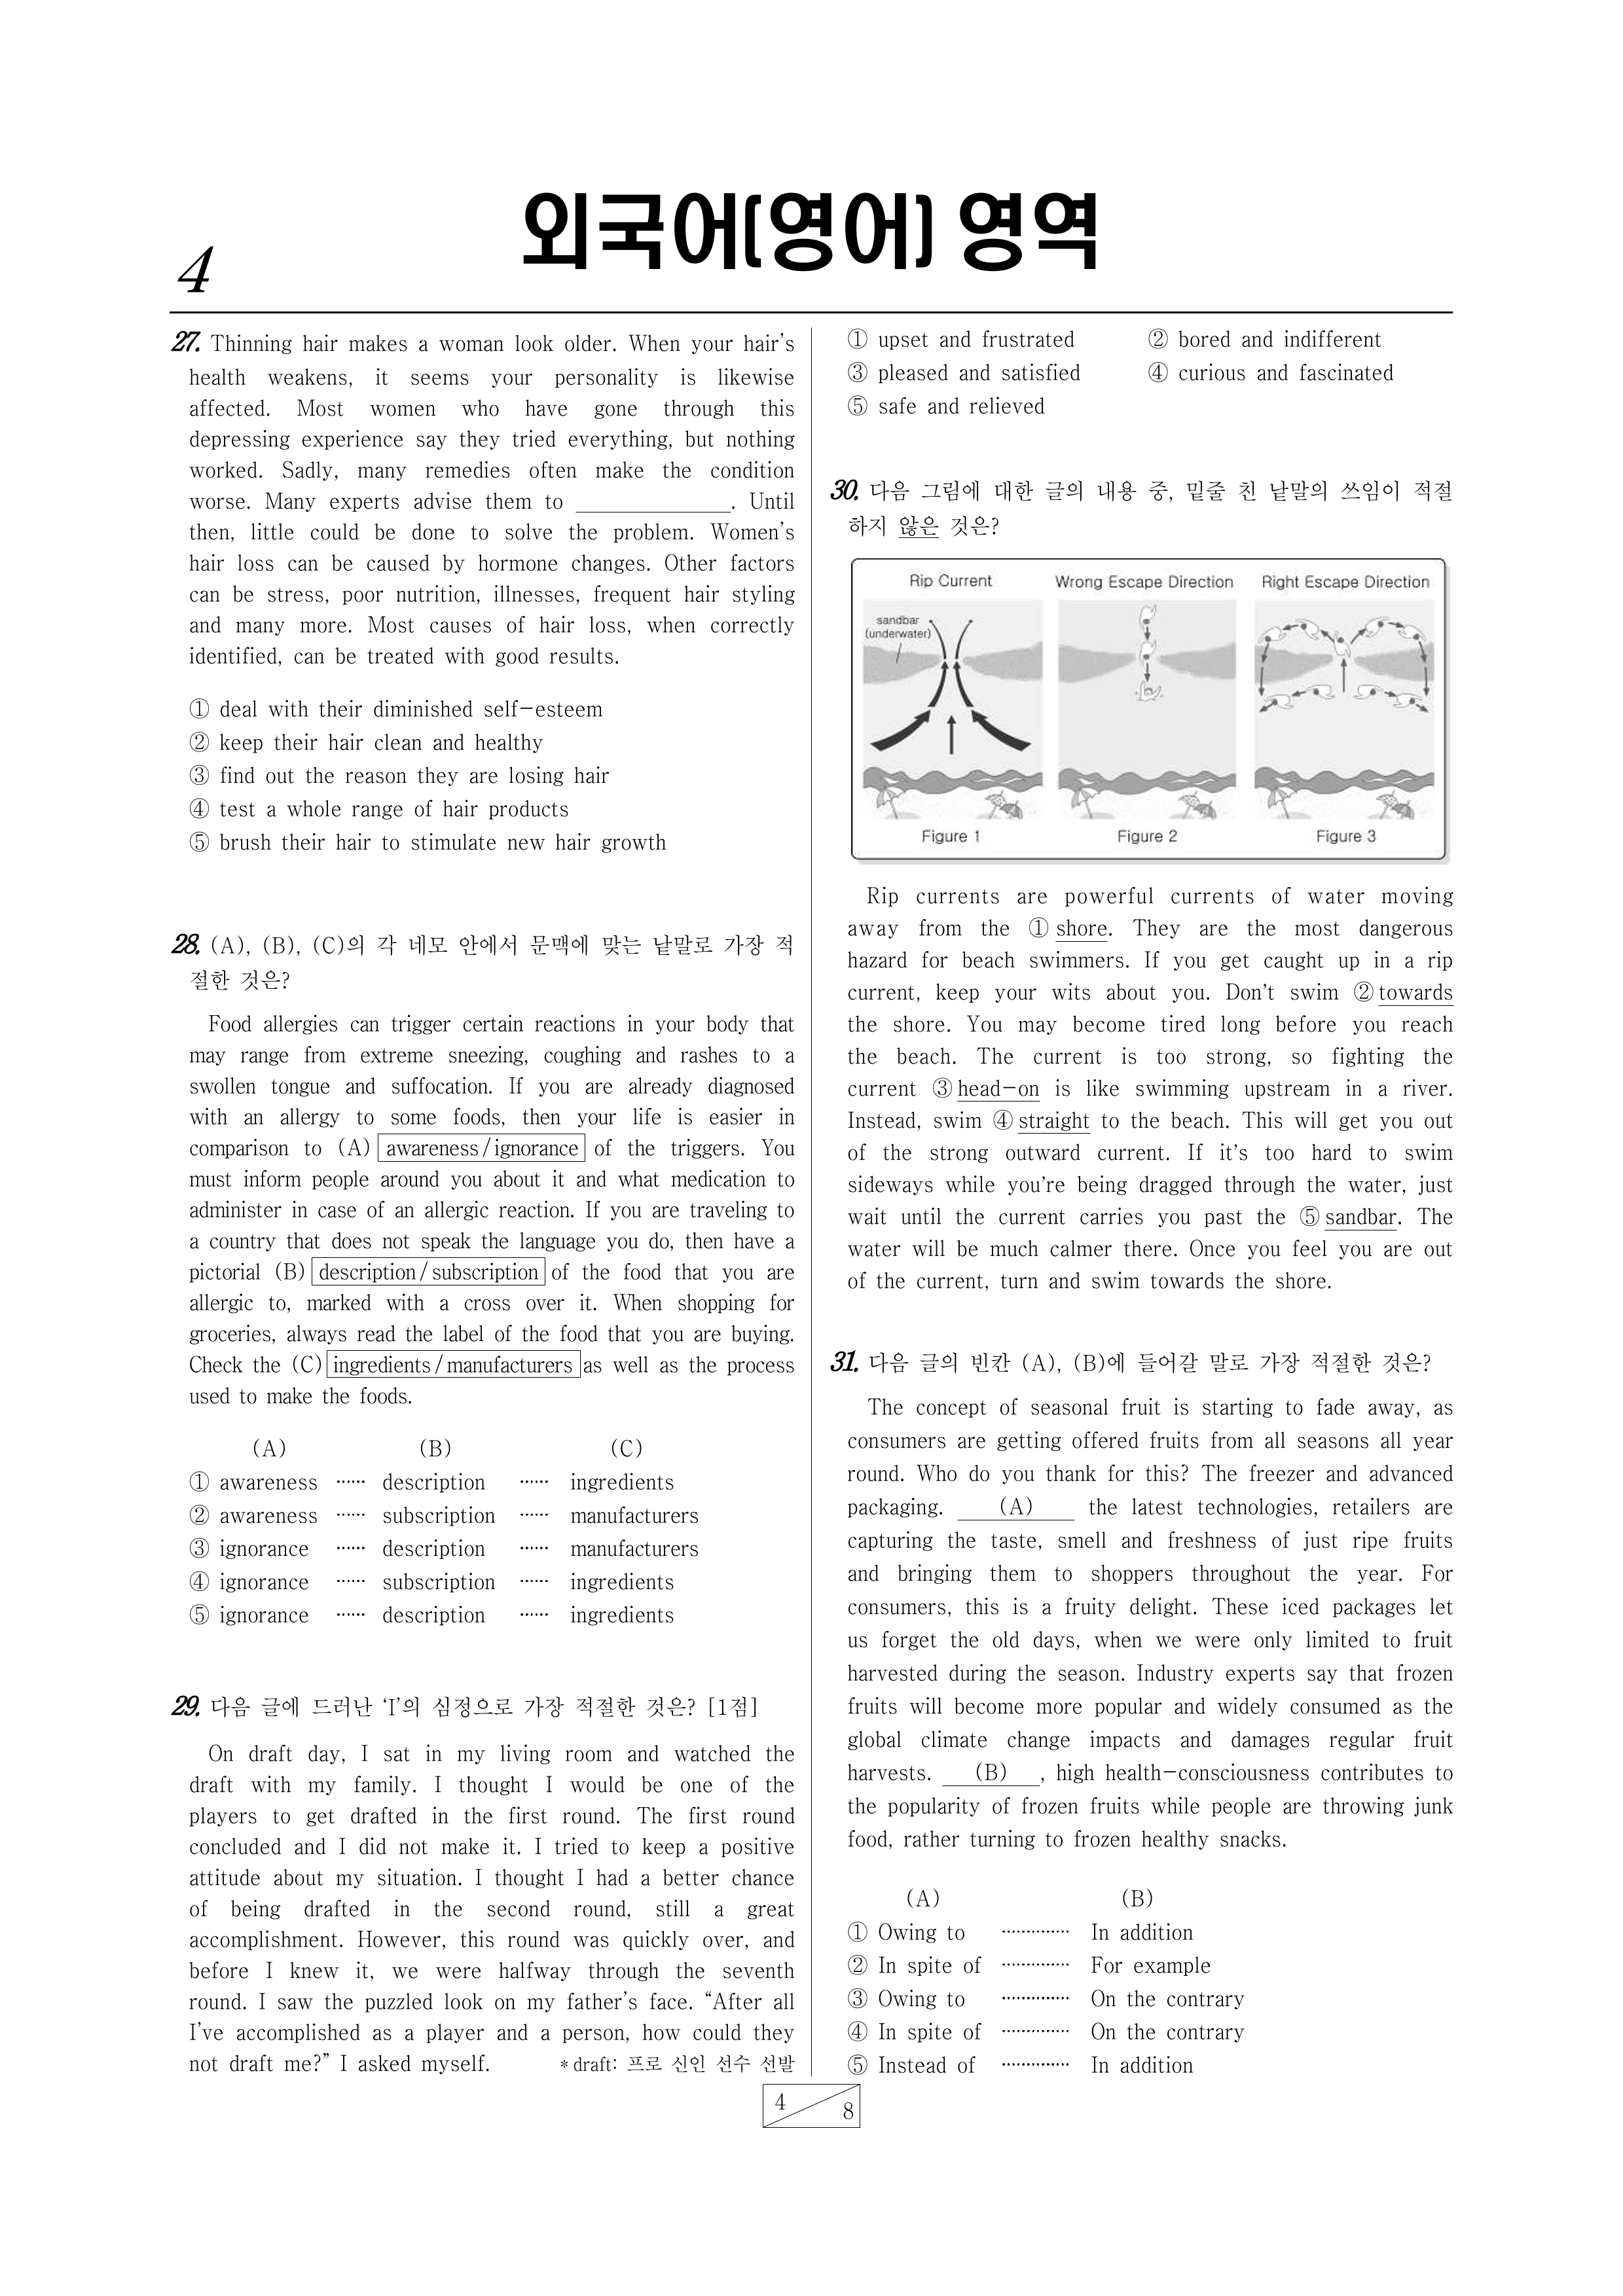 외국어(영어) 영역
4
27. Thinning hair makes a woman look older. When your hair's
health weakens, it seems your personality is likewise
affected. Most women who have gone through this
depressing experience say they tried everything, but nothing
worked. Sadly, many remedies often make the condition
worse. Many experts advise them to ____________. Until
then, little could be done to solve the problem. Women's
hair loss can be caused by hormone changes. Other factors
can be stress, poor nutrition, illnesses, frequent hair styling
and many more. Most causes of hair loss, when correctly
identified, can be treated with good results.
① deal with their diminished self-esteem
② keep their hair clean and healthy
③ find out the reason they are losing hair
④ test a whole range of hair products
⑤ brush their hair to stimulate new hair growth
28. (A), (B), (C)의 각 네모 안에서 문맥에 맞는 낱말로 가장 적
절한 것은?
Food allergies can trigger certain reactions in your body that
may range from extreme sneezing, coughing and rashes to a
swollen tongue and suffocation. If you are already diagnosed
with an allergy to some foods, then your life is easier in
comparison to (A) awareness / ignorance of the triggers. You
must inform people around you about it and what medication to
administer in case of an allergic reaction. If you are traveling to
a country that does not speak the language you do, then have a
pictorial (B) description / subscription of the food that you are
allergic to, marked with a cross over it. When shopping for
groceries, always read the label of the food that you are buying.
Check the (C) ingredients / manufacturers as well as the process
used to make the foods.
(A) (B) (C)
① awareness ······ description ······ ingredients
② awareness ······ subscription ······ manufacturers
③ ignorance ······ description ······ manufacturers
④ ignorance ······ subscription ······ ingredients
⑤ ignorance ······ description ······ ingredients
29. 다음 글에 드러난 ‘I’의 심정으로 가장 적절한 것은? [1점]
On draft day, I sat in my living room and watched the
draft with my family. I thought I would be one of the
players to get drafted in the first round. The first round
concluded and I did not make it. I tried to keep a positive
attitude about my situation. I thought I had a better chance
of being drafted in the second round, still a great
accomplishment. However, this round was quickly over, and
before I knew it, we were halfway through the seventh
round. I saw the puzzled look on my father's face. “After all
I've accomplished as a player and a person, how could they
not draft me?” I asked myself. * draft: 프로 신인 선수 선발
① upset and frustrated ② bored and indifferent
③ pleased and satisfied ④ curious and fascinated
⑤ safe and relieved
30. 다음 그림에 대한 글의 내용 중, 밑줄 친 낱말의 쓰임이 적절
하지 않은 것은?
Rip Current Wrong Escape Direction Right Escape Direction
sandbar
(underwater)
Figure 1 Figure 2 Figure 3
Rip currents are powerful currents of water moving
away from the ① shore. They are the most dangerous
hazard for beach swimmers. If you get caught up in a rip
current, keep your wits about you. Don't swim ② towards
the shore. You may become tired long before you reach
the beach. The current is too strong, so fighting the
current ③ head-on is like swimming upstream in a river.
Instead, swim ④ straight to the beach. This will get you out
of the strong outward current. If it's too hard to swim
sideways while you're being dragged through the water, just
wait until the current carries you past the ⑤ sandbar. The
water will be much calmer there. Once you feel you are out
of the current, turn and swim towards the shore.
31. 다음 글의 빈칸 (A), (B)에 들어갈 말로 가장 적절한 것은?
The concept of seasonal fruit is starting to fade away, as
consumers are getting offered fruits from all seasons all year
round. Who do you thank for this? The freezer and advanced
packaging. (A) the latest technologies, retailers are
capturing the taste, smell and freshness of just ripe fruits
and bringing them to shoppers throughout the year. For
consumers, this is a fruity delight. These iced packages let
us forget the old days, when we were only limited to fruit
harvested during the season. Industry experts say that frozen
fruits will become more popular and widely consumed as the
global climate change impacts and damages regular fruit
harvests. (B) , high health-consciousness contributes to
the popularity of frozen fruits while people are throwing junk
food, rather turning to frozen healthy snacks.
(A) (B)
① Owing to ············· In addition
② In spite of ············· For example
③ Owing to ············· On the contrary
④ In spite of ············· On the contrary
⑤ Instead of ············· In addition
4
8